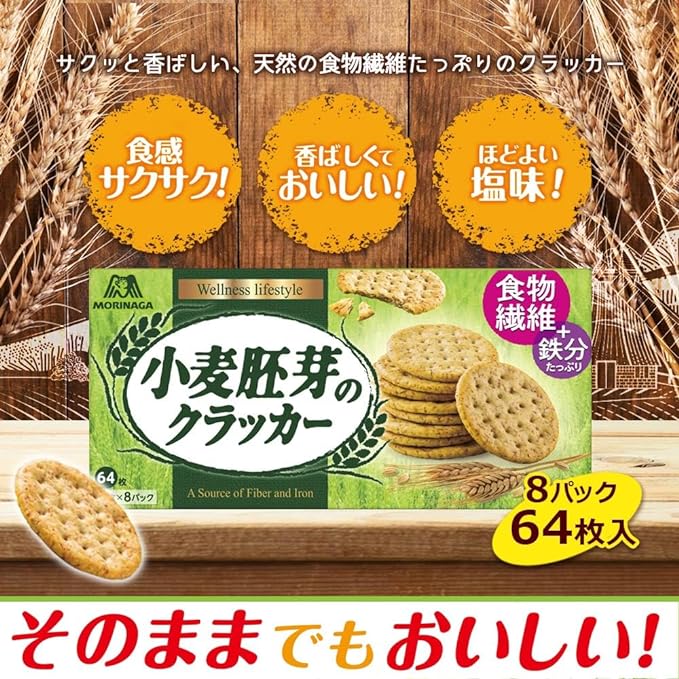 サクッと香ばしい、天然の食物繊維たっぷりのクラッカー
食感
サクサク!
香ばしくて
おいしい!
ほどよい
塩味!
MORINAGA
Wellness lifestyle
小麦胚芽の
クラッカー
食物
繊維
+
鉄分
たっぷり
64枚
×8パック
A Source of Fiber and Iron
8パック
64枚入
そのままでもおいしい!